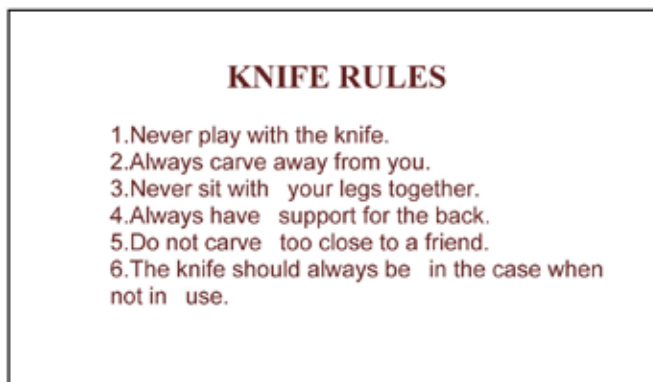 KNIFE RULES
1.Never play with the knife.
2.Always carve away from you.
3.Never sit with your legs together.
4.Always have support for the back.
5.Do not carve too close to a friend.
6.The knife should always be in the case when
not in use.